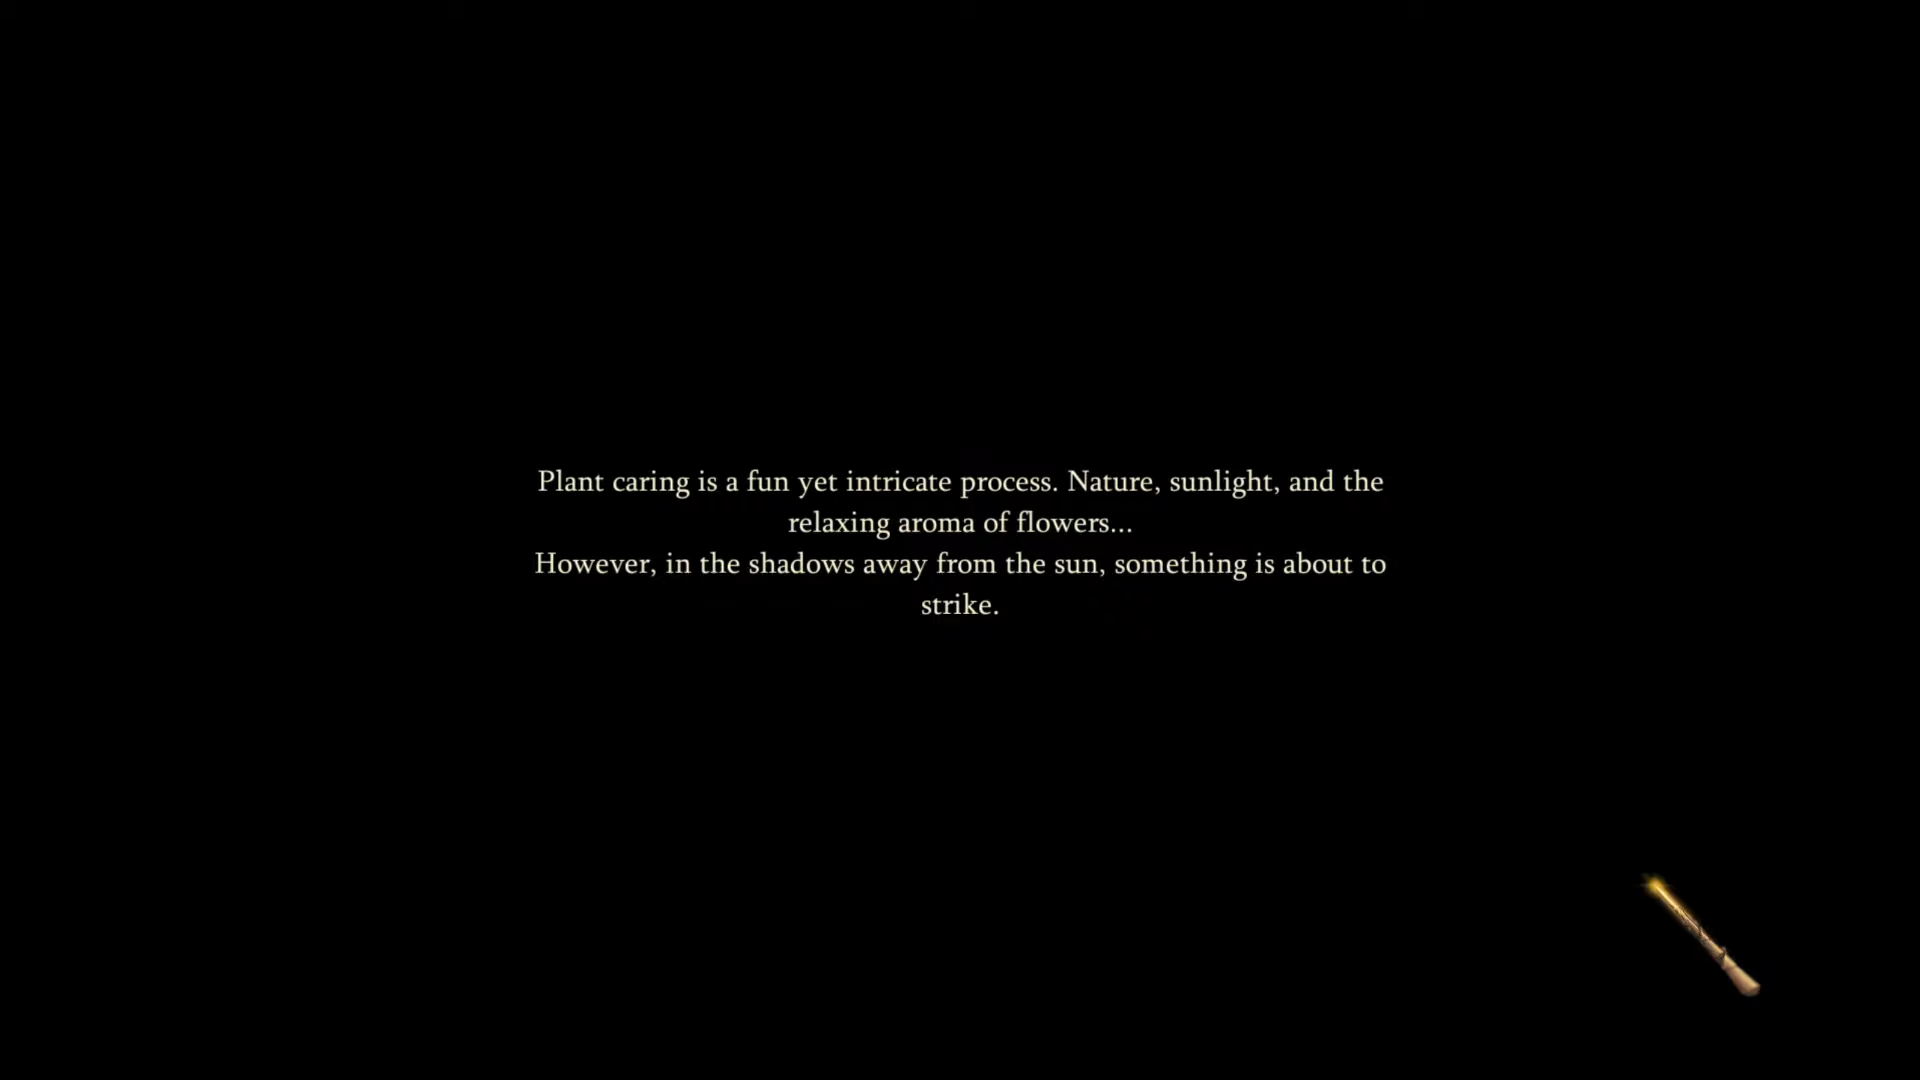 Plant caring is a fun yet intricate process. Nature, sunlight, and the
relaxing aroma of flowers...
However, in the shadows away from the sun, something is about to
strike.